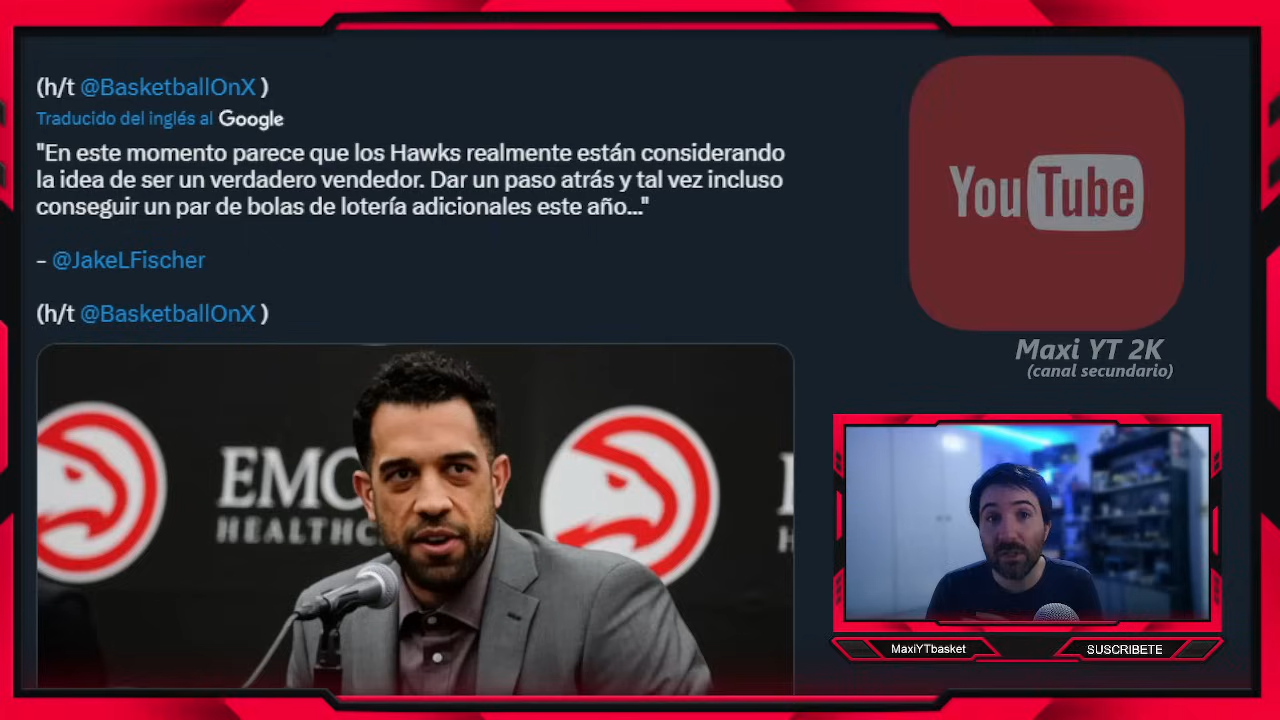 (h/t @BasketballOnX )
Traducido del inglés al Google
"En este momento parece que los Hawks realmente están considerando
la idea de ser un verdadero vendedor. Dar un paso atrás y tal vez incluso
conseguir un par de bolas de lotería adicionales este año..."
– @JakeLFischer
(h/t @BasketballOnX )
EMO
HEALTHC
YouTube
Maxi YT 2K
(canal secundario)
MaxiYTbasket
SUSCRIBETE